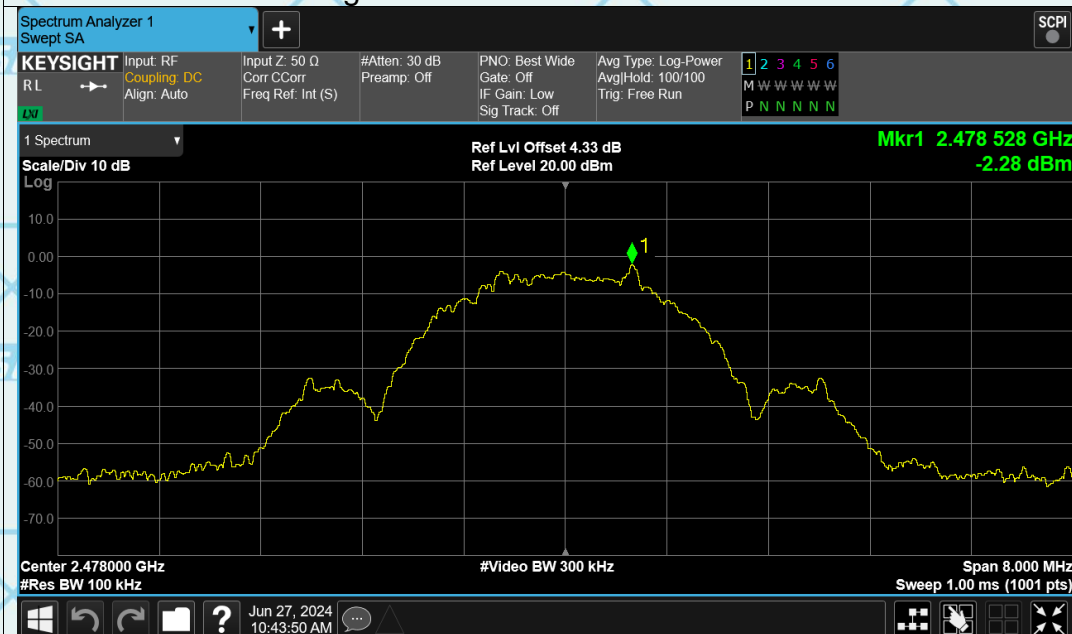 Spectrum Analyzer 1
Swept SA
+
SCPI
KEYSIGHT
RL
LXI
Input: RF
Coupling: DC
Align: Auto
Input Z: 50 Ω
Corr CCorr
Freq Ref: Int (S)
#Atten: 30 dB
Preamp: Off
PNO: Best Wide
Gate: Off
IF Gain: Low
Sig Track: Off
Avg Type: Log-Power
Avg|Hold: 100/100
Trig: Free Run
1 2 3 4 5 6
M W W W W W
P N N N N N
1 Spectrum
Scale/Div 10 dB
Log
Ref Lvl Offset 4.33 dB
Ref Level 20.00 dBm
Mkr1 2.478 528 GHz
-2.28 dBm
1
10.0
0.00
-10.0
-20.0
-30.0
-40.0
-50.0
-60.0
-70.0
Center 2.478000 GHz
#Video BW 300 kHz
Span 8.000 MHz
#Res BW 100 kHz
Sweep 1.00 ms (1001 pts)
?
Jun 27, 2024
10:43:50 AM